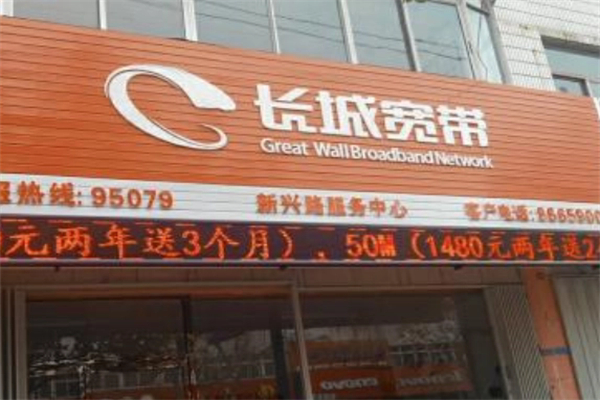 长城宽带
Great Wall Broadband Network
服热线: 95079 新兴路服务中心 客户电话: 2665900
元两年送3个月）、50M（1480元两年送2